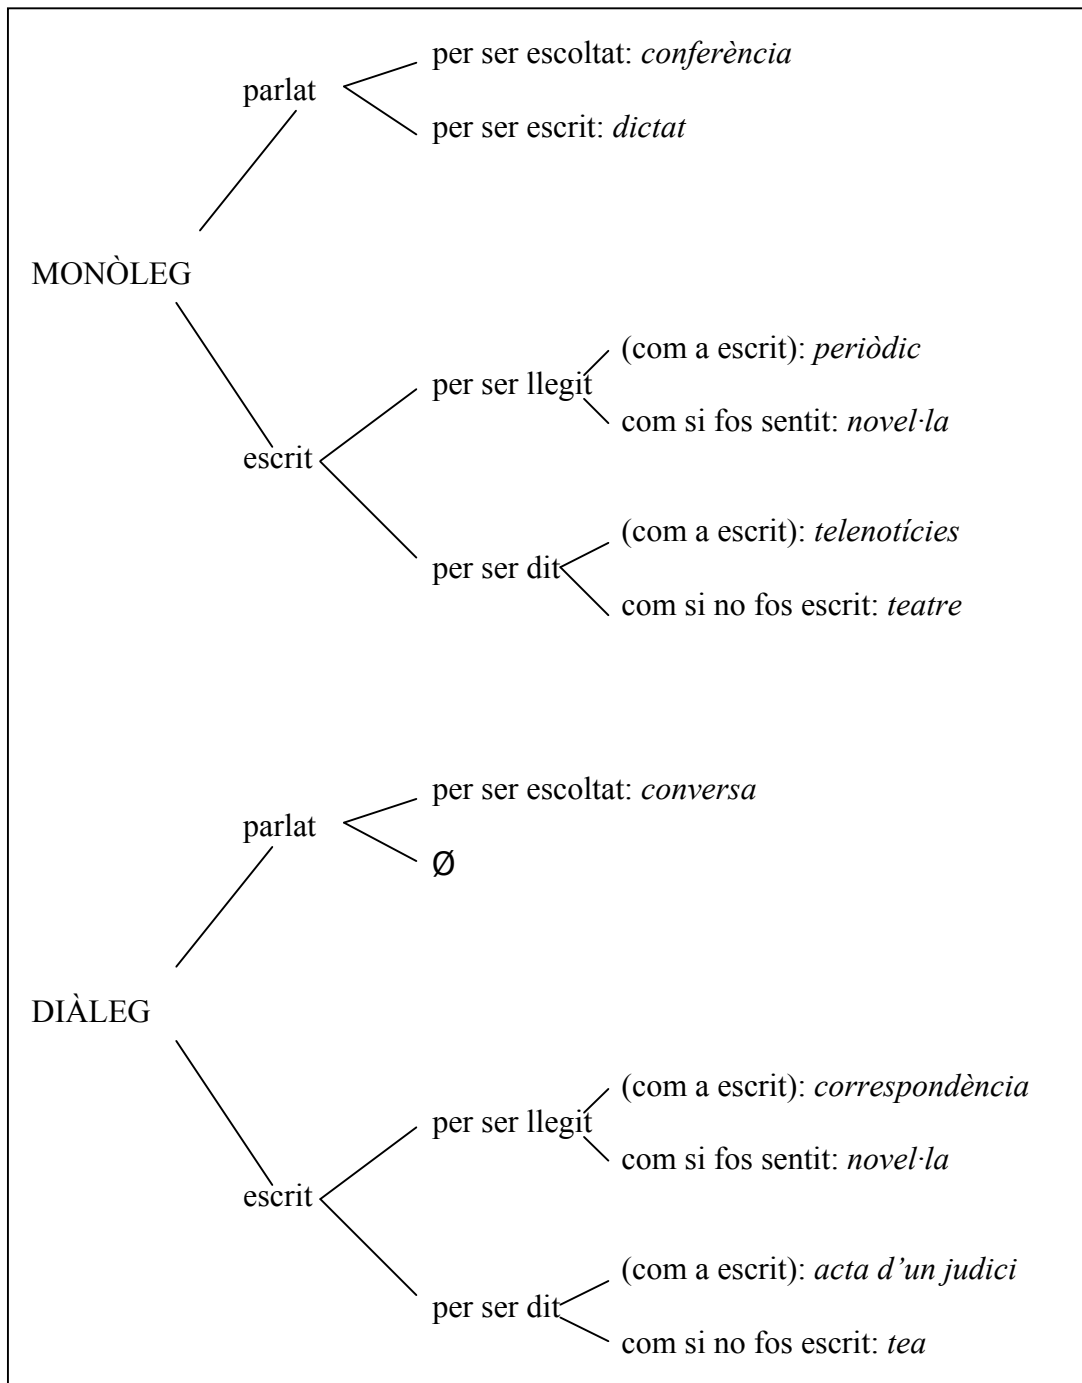 per ser escoltat: conferència
parlat
per ser escrit: dictat
MONÒLEG
(com a escrit): periòdic
per ser llegit
com si fos sentit: novel·la
escrit
(com a escrit): telenotícies
per ser dit
com si no fos escrit: teatre
per ser escoltat: conversa
parlat
Ø
DIÀLEG
(com a escrit): correspondència
per ser llegit
com si fos sentit: novel·la
escrit
(com a escrit): acta d'un judici
per ser dit
com si no fos escrit: tea